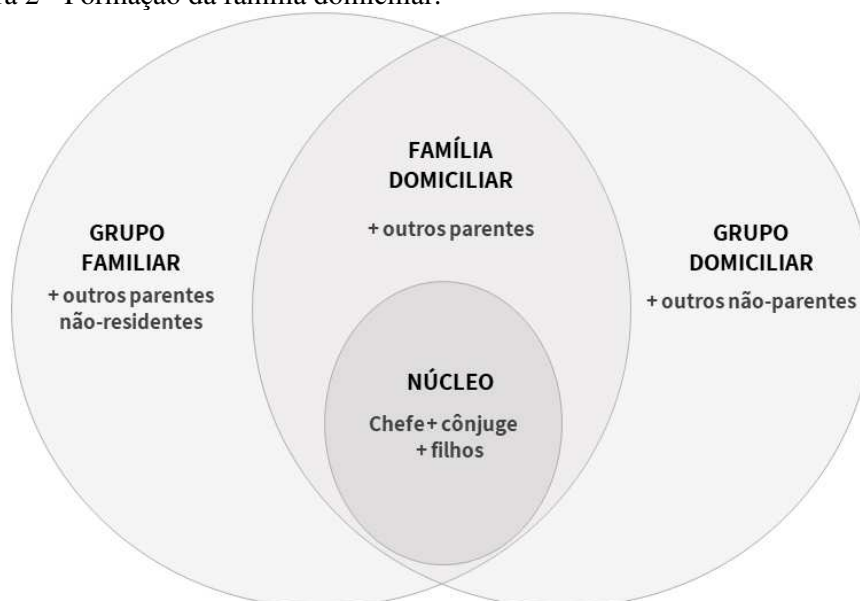 2 - Formação da família domiciliar.
FAMÍLIA
DOMICILIAR
+ outros parentes
GRUPO
FAMILIAR
+ outros parentes
não-residentes
GRUPO
DOMICILIAR
+ outros não-parentes
NÚCLEO
Chefe + cônjuge
+ filhos